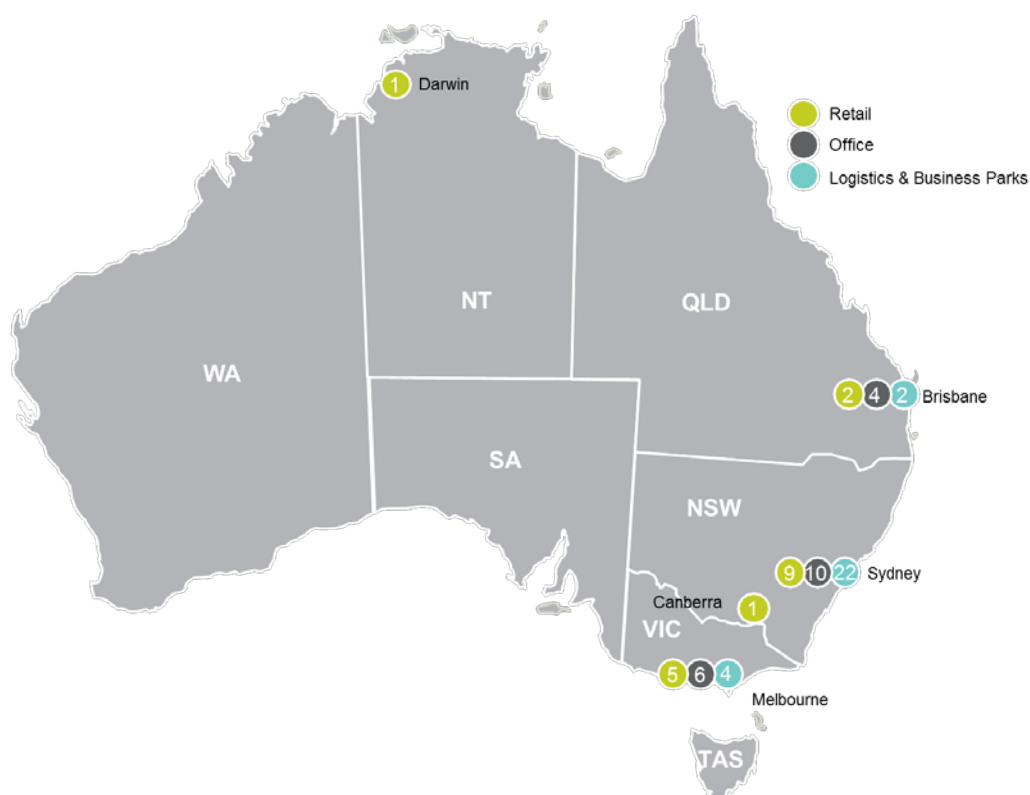 1 Darwin
Retail
Office
Logistics & Business Parks
NT
QLD
WA
2 4 2 Brisbane
SA
NSW
9 10 22 Sydney
Canberra 1
VIC
5 6 4
Melbourne
TAS